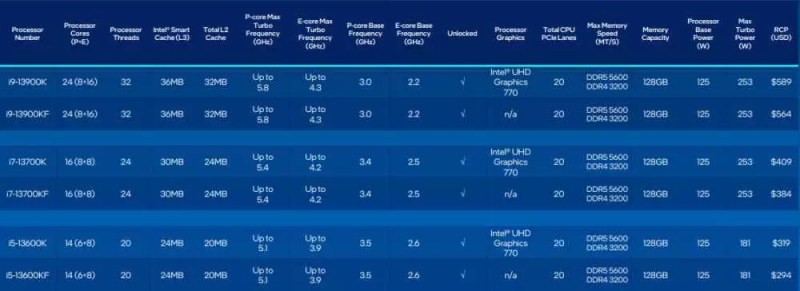 Processor Number | Processor Cores (P+E) | Processor Threads | Intel® Smart Cache (L3) | Total L2 Cache | P-core Max Turbo Frequency (GHz) | E-core Max Turbo Frequency (GHz) | P-core Base Frequency (GHz) | E-core Base Frequency (GHz) | Unlocked | Processor Graphics | Total CPU PCIe Lanes | Max Memory Speed (MT/S) | Memory Capacity | Processor Base Power (W) | Max Turbo Power (W) | RCP (USD)
i9-13900K | 24 (8+16) | 32 | 36MB | 32MB | Up to 5.8 | Up to 4.3 | 3.0 | 2.2 | √ | Intel® UHD Graphics 770 | 20 | DDR5 5600 DDR4 3200 | 128GB | 125 | 253 | $589
i9-13900KF | 24 (8+16) | 32 | 36MB | 32MB | Up to 5.8 | Up to 4.3 | 3.0 | 2.2 | √ | n/a | 20 | DDR5 5600 DDR4 3200 | 128GB | 125 | 253 | $564
i7-13700K | 16 (8+8) | 24 | 30MB | 24MB | Up to 5.4 | Up to 4.2 | 3.4 | 2.5 | √ | Intel® UHD Graphics 770 | 20 | DDR5 5600 DDR4 3200 | 128GB | 125 | 253 | $409
i7-13700KF | 16 (8+8) | 24 | 30MB | 24MB | Up to 5.4 | Up to 4.2 | 3.4 | 2.5 | √ | n/a | 20 | DDR5 5600 DDR4 3200 | 128GB | 125 | 253 | $384
i5-13600K | 14 (6+8) | 20 | 24MB | 20MB | Up to 5.1 | Up to 3.9 | 3.5 | 2.6 | √ | Intel® UHD Graphics 770 | 20 | DDR5 5600 DDR4 3200 | 128GB | 125 | 181 | $319
i5-13600KF | 14 (6+8) | 20 | 24MB | 20MB | Up to 5.1 | Up to 3.9 | 3.5 | 2.6 | √ | n/a | 20 | DDR5 5600 DDR4 3200 | 128GB | 125 | 181 | $294